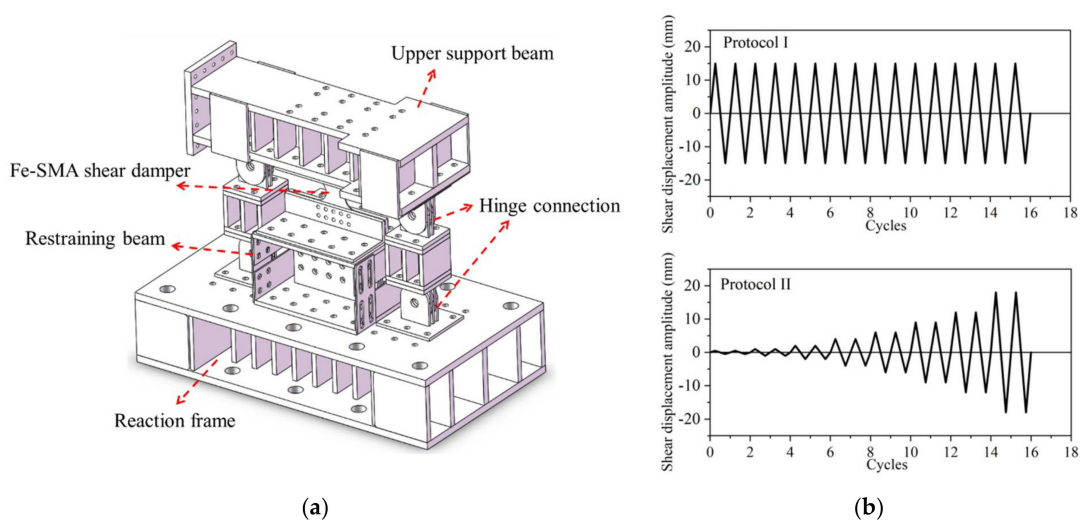 Upper support beam
Fe-SMA shear damper
Hinge connection
Restraining beam
Reaction frame
(a)
Shear displacement amplitude (mm)
Protocol I
20
10
0
-10
-20
0 2 4 6 8 10 12 14 16 18
Cycles
Shear displacement amplitude (mm)
Protocol II
20
10
0
-10
-20
0 2 4 6 8 10 12 14 16 18
Cycles
(b)